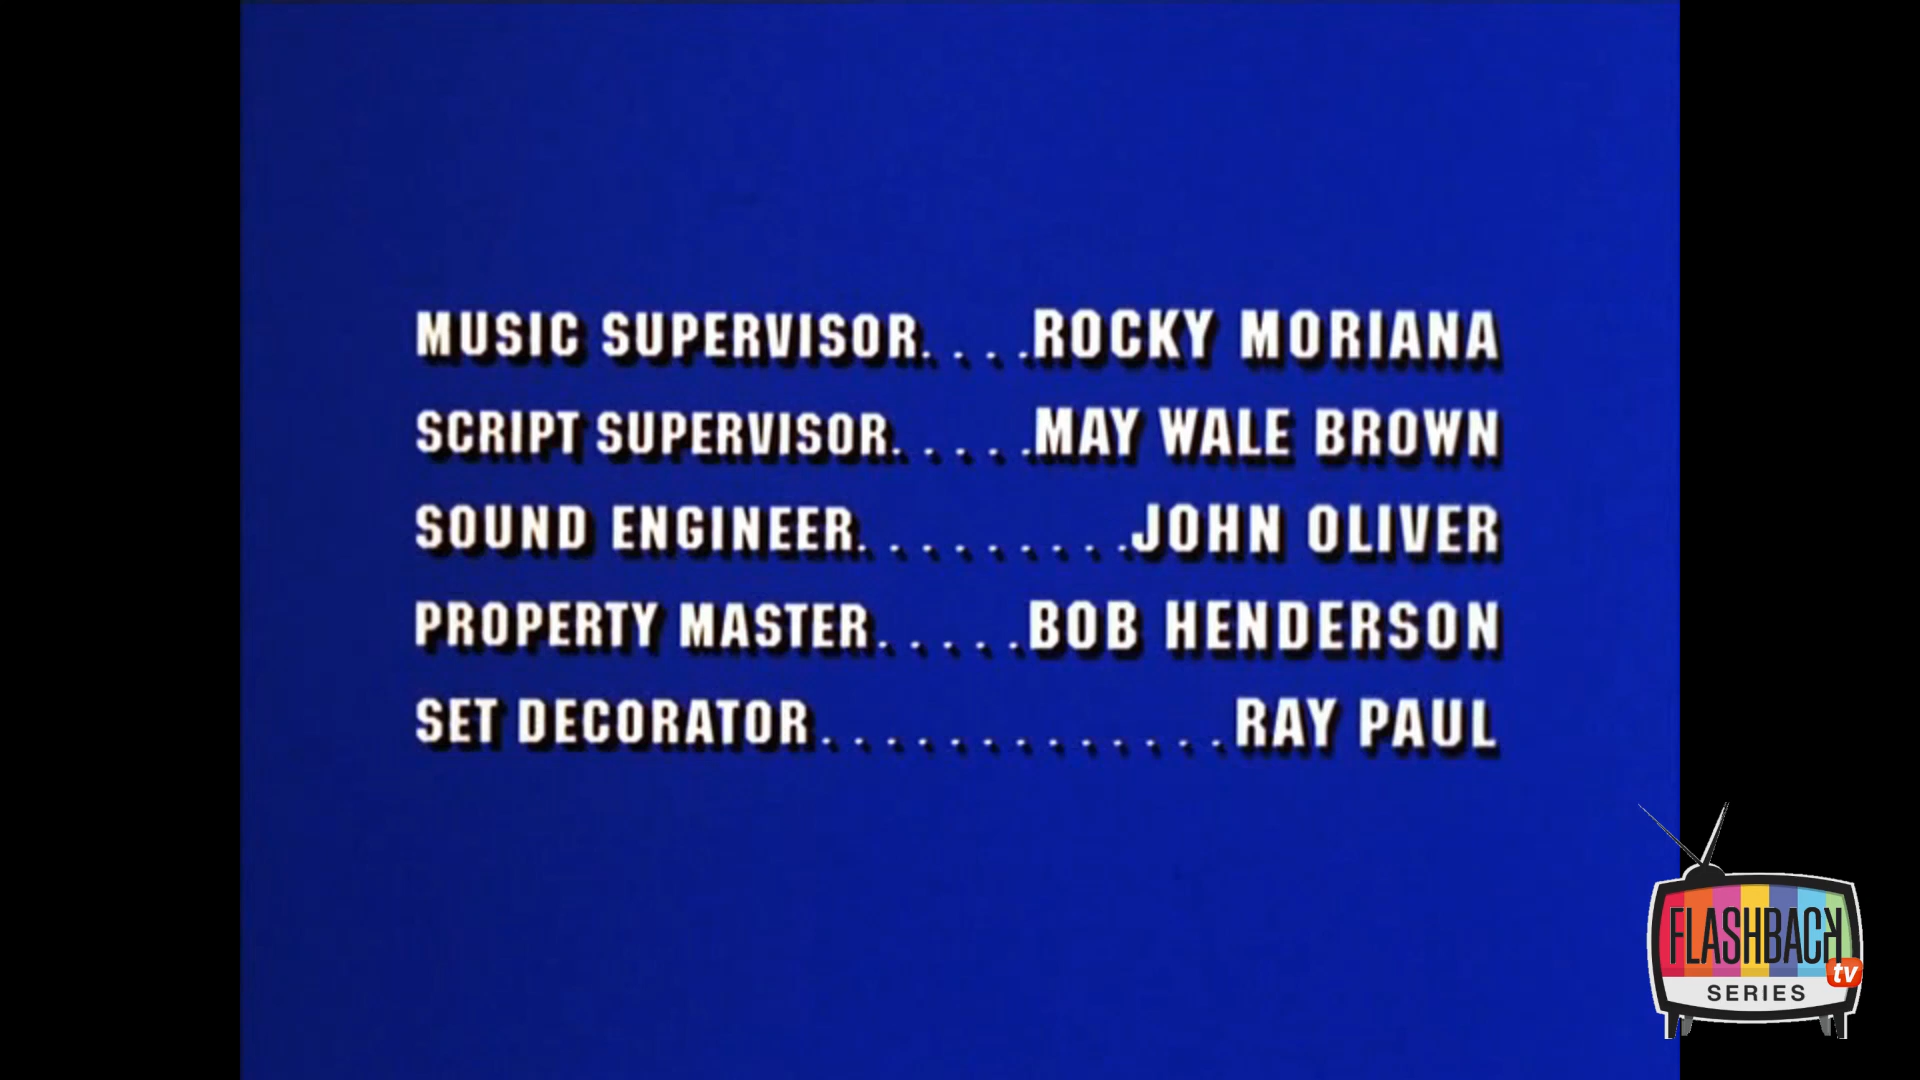 MUSIC SUPERVISOR. . . .ROCKY MORIANA
SCRIPT SUPERVISOR. . . . .MAY WALE BROWN
SOUND ENGINEER. . . . . . . . .JOHN OLIVER
PROPERTY MASTER. . . . .BOB HENDERSON
SET DECORATOR. . . . . . . . . . . . .RAY PAUL
FLASHBACK
tv
SERIES